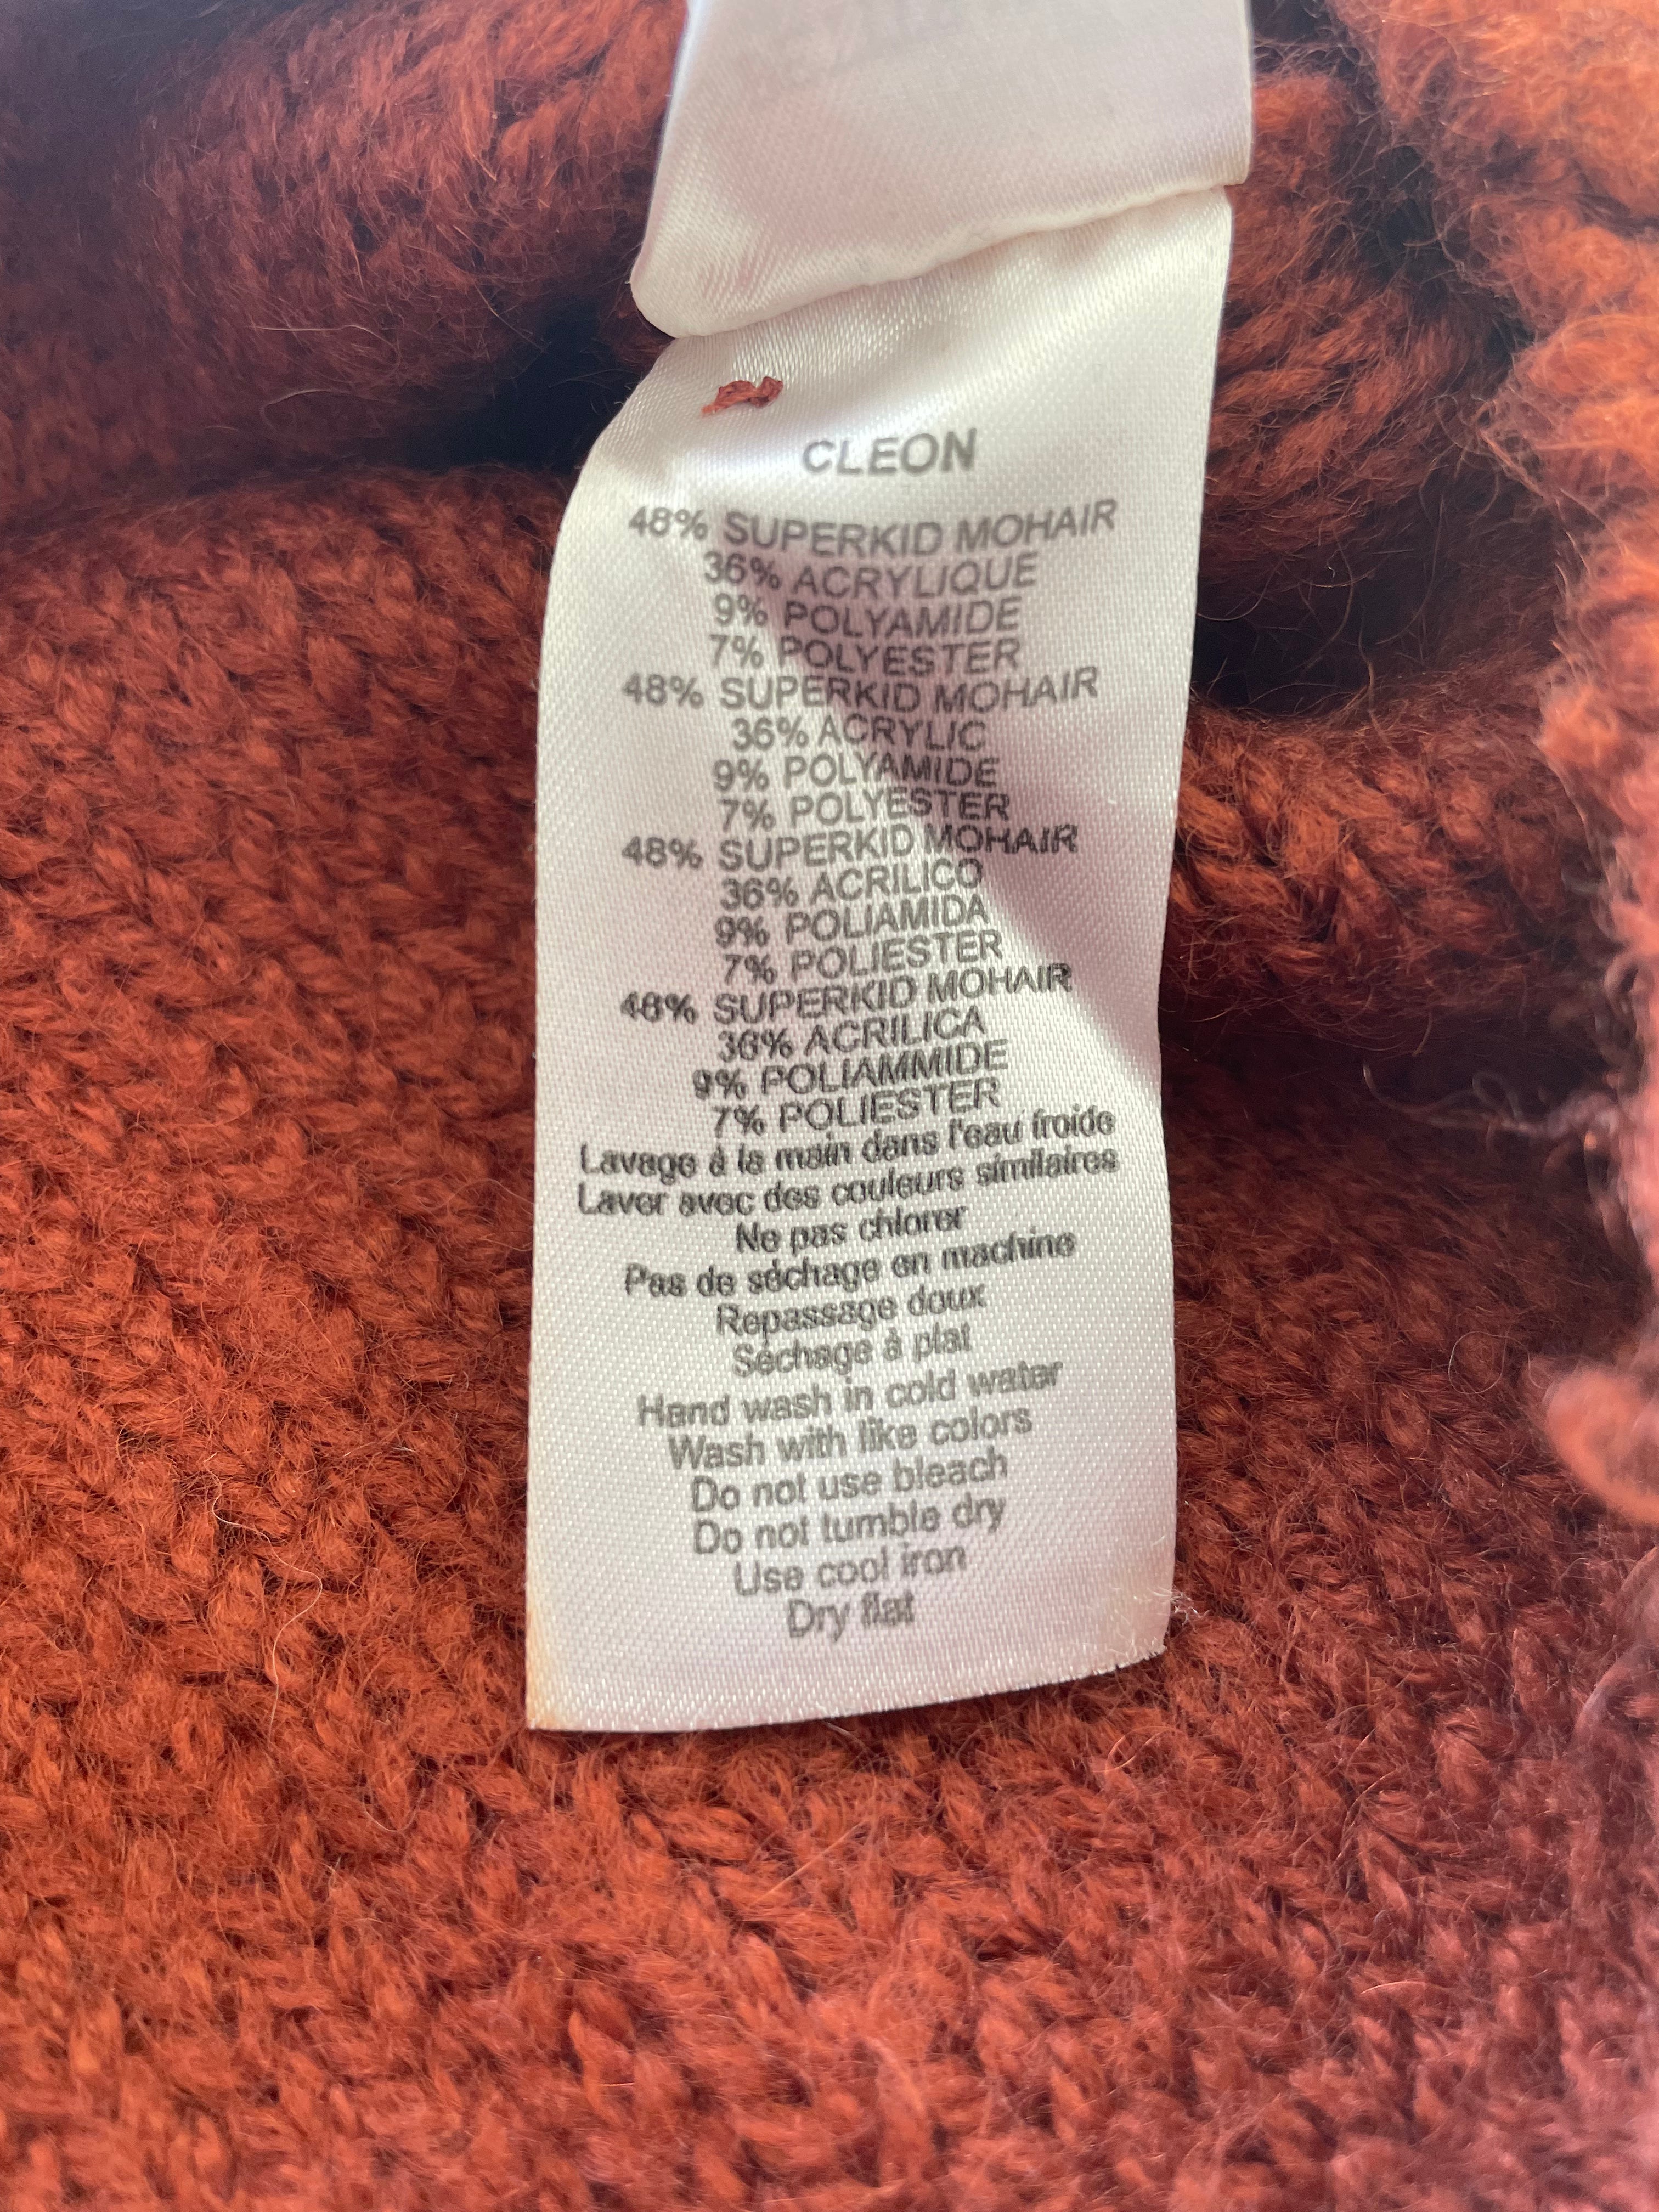 CLEON
48% SUPERKID MOHAIR
36% ACRYLIQUE
9% POLYAMIDE
7% POLYESTER
48% SUPERKID MOHAIR
36% ACRYLIC
9% POLYAMIDE
7% POLYESTER
48% SUPERKID MOHAIR
36% ACRILICO
9% POLIAMIDA
7% POLIESTER
48% SUPERKID MOHAIR
36% ACRILICA
9% POLIAMMIDE
7% POLIESTER
Lavage à la main dans l'eau froide
Laver avec des couleurs similaires
Ne pas chlorer
Pas de séchage en machine
Repassage doux
Séchage à plat
Hand wash in cold water
Wash with like colors
Do not use bleach
Do not tumble dry
Use cool iron
Dry flat